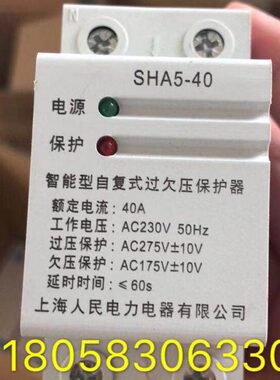 N
SHA5-40
电源
保护
智能型自复式过欠压保护器
额定电流：40A
工作电压：AC230V 50Hz
过压保护：AC275V±10V
欠压保护：AC175V±10V
延时时间：≤60s
上海人民电力电器有限公司
18058306330